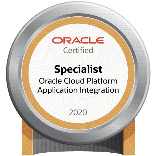 ORACLE
Certified
Specialist
Oracle Cloud Platform
Application Integration
2020